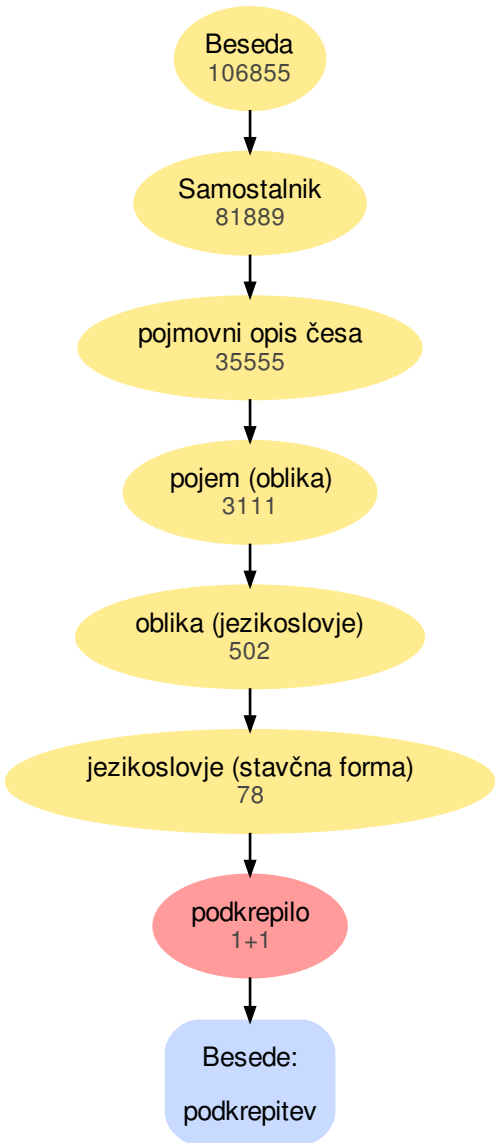 Beseda
106855
Samostalnik
81889
pojmovni opis česa
35555
pojem (oblika)
3111
oblika (jezikoslovje)
502
jezikoslovje (stavčna forma)
78
podkrepilo
1+1
Besede:
podkrepitev